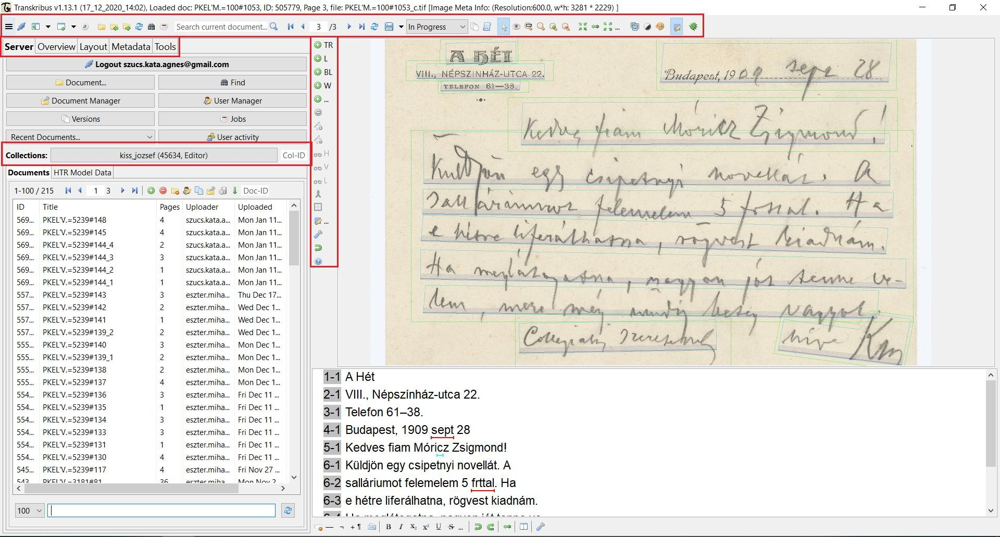 Transkribus v1.13.1 (17_12_2020_14:02), Loaded doc: PKEL'M.=100#1053, ID: 505779, Page 3, file: PKEL'M.=100#1053_c.tif [Image Meta Info: (Resolution:600.0, w*h: 3281 * 2229) ]
Search current document... 3 /3 In Progress ...
Server Overview Layout Metadata Tools
Logout szucs.kata.agnes@gmail.com
Document... Find
Document Manager User Manager
Versions Jobs
Recent Documents... User activity
Collections: kiss_jozsef (45634, Editor) Col-ID
Documents HTR Model Data
1-100 / 215 1 3 Doc-ID
ID Title Pages Uploader Uploaded
569... PKEL'V.=5239#148 4 szucs.kata.a... Mon Jan 11...
569... PKEL'V.=5239#145 4 szucs.kata.a... Mon Jan 11...
569... PKEL'V.=5239#144_4 2 szucs.kata.a... Mon Jan 11...
569... PKEL'V.=5239#144_3 3 szucs.kata.a... Mon Jan 11...
569... PKEL'V.=5239#144_2 1 szucs.kata.a... Mon Jan 11...
569... PKEL'V.=5239#144_1 1 szucs.kata.a... Mon Jan 11...
557... PKEL'V.=5239#143 3 eszter.miha... Thu Dec 17...
557... PKEL'V.=5239#142 2 eszter.miha... Wed Dec 1...
557... PKEL'V.=5239#141 1 eszter.miha... Wed Dec 1...
557... PKEL'V.=5239#139_2 2 eszter.miha... Wed Dec 1...
555... PKEL'V.=5239#140 3 eszter.miha... Mon Dec 1...
555... PKEL'V.=5239#139_1 2 eszter.miha... Mon Dec 1...
555... PKEL'V.=5239#138 2 eszter.miha... Mon Dec 1...
555... PKEL'V.=5239#137 4 eszter.miha... Mon Dec 1...
554... PKEL'V.=5239#136 3 eszter.miha... Fri Dec 11 ...
554... PKEL'V.=5239#135 1 eszter.miha... Fri Dec 11 ...
554... PKEL'V.=5239#134 3 eszter.miha... Fri Dec 11 ...
554... PKEL'V.=5239#133 3 eszter.miha... Fri Dec 11 ...
554... PKEL'V.=5239#131 1 eszter.miha... Fri Dec 11 ...
554... PKEL'V.=5239#130 4 eszter.miha... Fri Dec 11 ...
545... PKEL'V.=5239#117 4 eszter.miha... Fri Nov 27 ...
543... PKEL'V.=3181#81 36 eszter.miha... Mon Nov 2...
100
TR
L
BL
W
...
H
V
L
...
A HÉT
VIII., NÉPSZINHÁZ-UTCA 22.
TELEFON 61—38.
Budapest, 1909 sept 28
Kedves fiam Móricz Zsigmond!
Küldjön egy csipetnyi novellát. A
salláriumot felemelem 5 frttal. Ha
e hétre liferálhatna, rögvest kiadnám.
Ha meglátogatna, nagyon jót tenne ve-
lem, mert még mindig beteg vagyok.
Collegiális szeretettel
híve
1-1 A Hét
2-1 VIII., Népszínház-utca 22.
3-1 Telefon 61–38.
4-1 Budapest, 1909 sept 28
5-1 Kedves fiam Móricz Zsigmond!
6-1 Küldjön egy csipetnyi novellát. A
6-2 salláriumot felemelem 5 frttal. Ha
6-3 e hétre liferálhatna, rögvest kiadnám.
6-4 Ha meglátogatna, nagyon jót tenne ve-
— ¬ +¶ B I X₂ X² U S ...